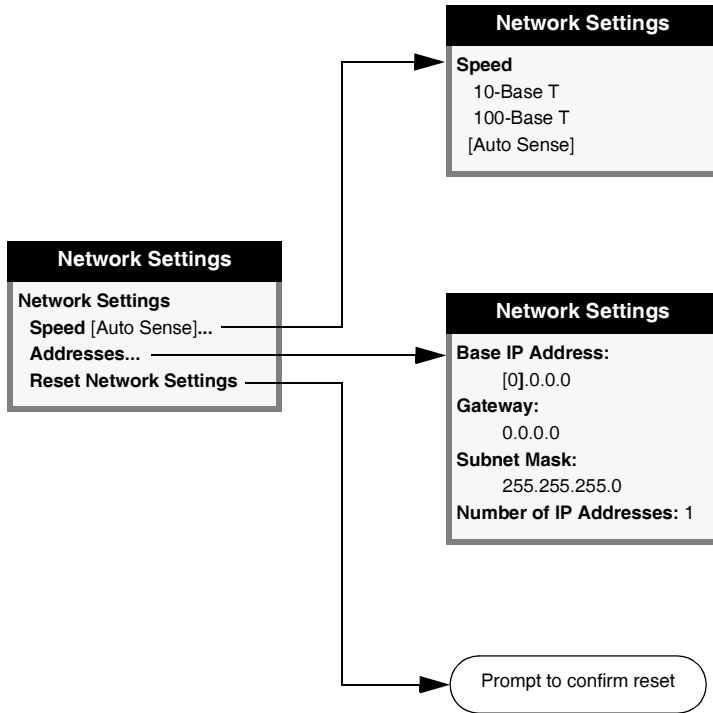 Network Settings
Network Settings
Speed [Auto Sense]...
Addresses...
Reset Network Settings
Network Settings
Speed
10-Base T
100-Base T
[Auto Sense]
Network Settings
Base IP Address:
[0].0.0.0
Gateway:
0.0.0.0
Subnet Mask:
255.255.255.0
Number of IP Addresses: 1
Prompt to confirm reset